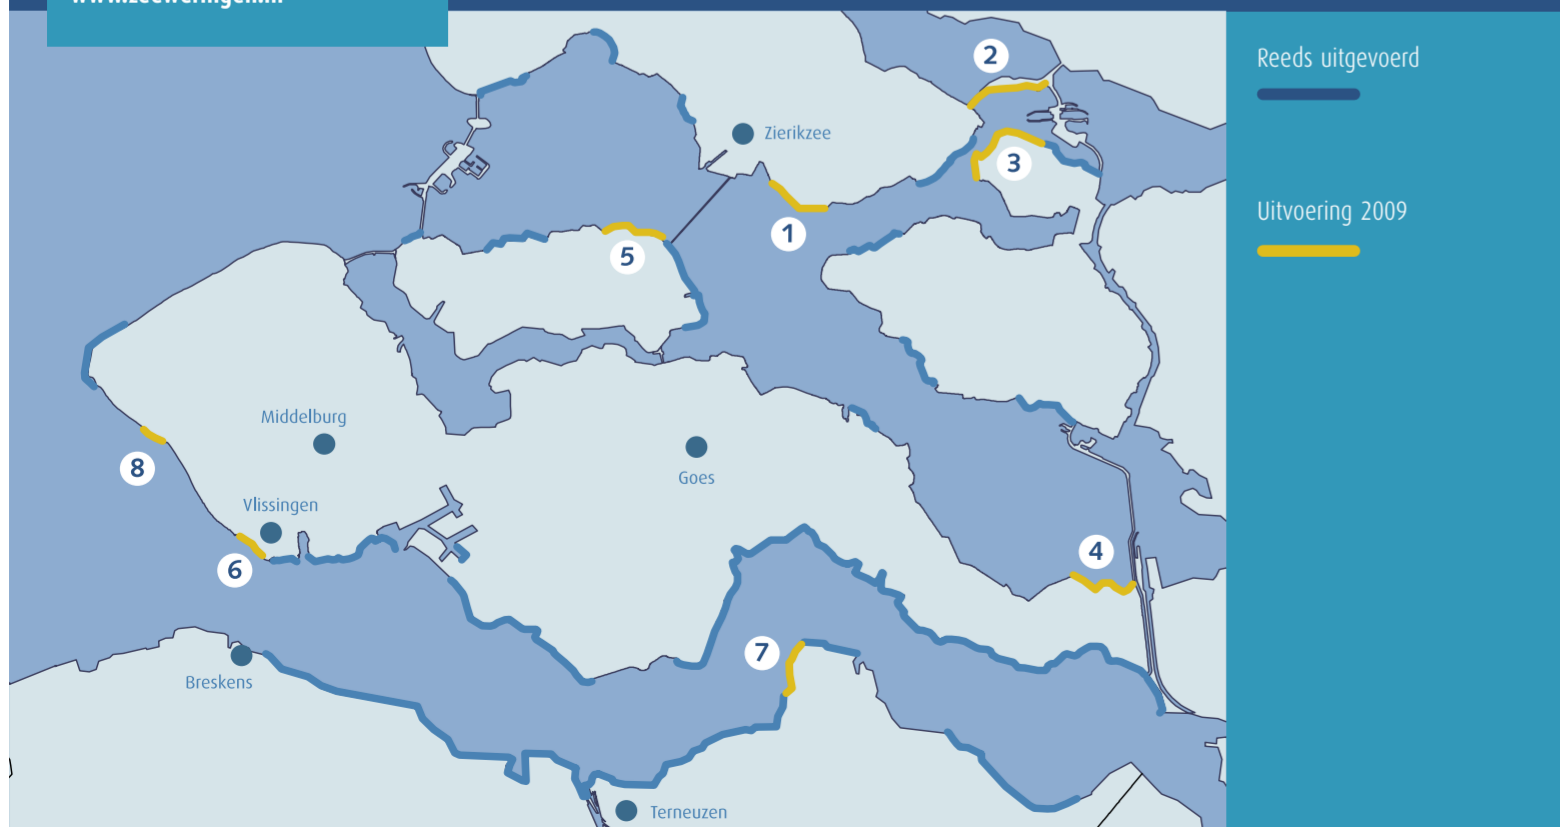 Reeds uitgevoerd
Uitvoering 2009
2
Zierikzee
3
1
5
Middelburg
8
Goes
Vlissingen
6
4
7
Breskens
Terneuzen